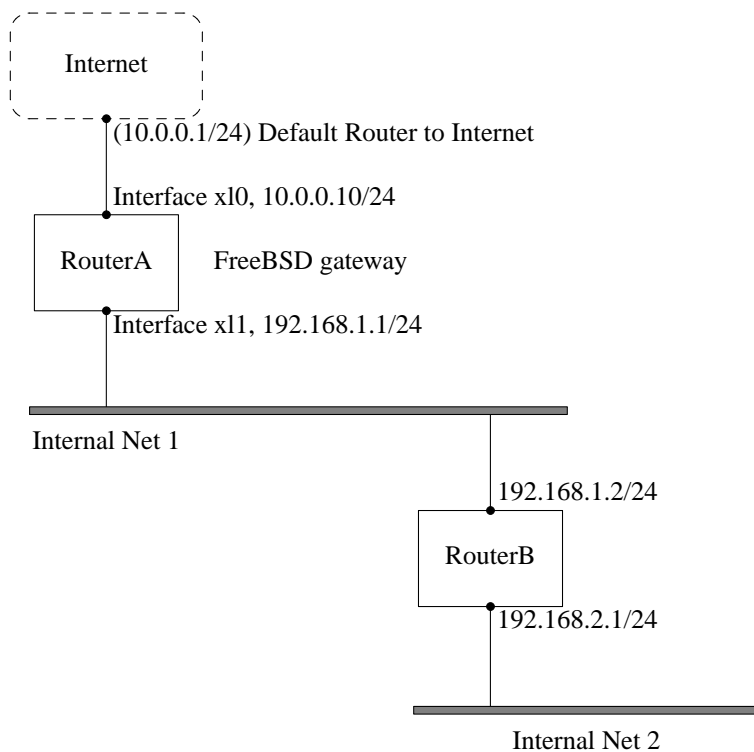 Internet
(10.0.0.1/24) Default Router to Internet
Interface xl0, 10.0.0.10/24
RouterA
FreeBSD gateway
Interface xl1, 192.168.1.1/24
Internal Net 1
192.168.1.2/24
RouterB
192.168.2.1/24
Internal Net 2